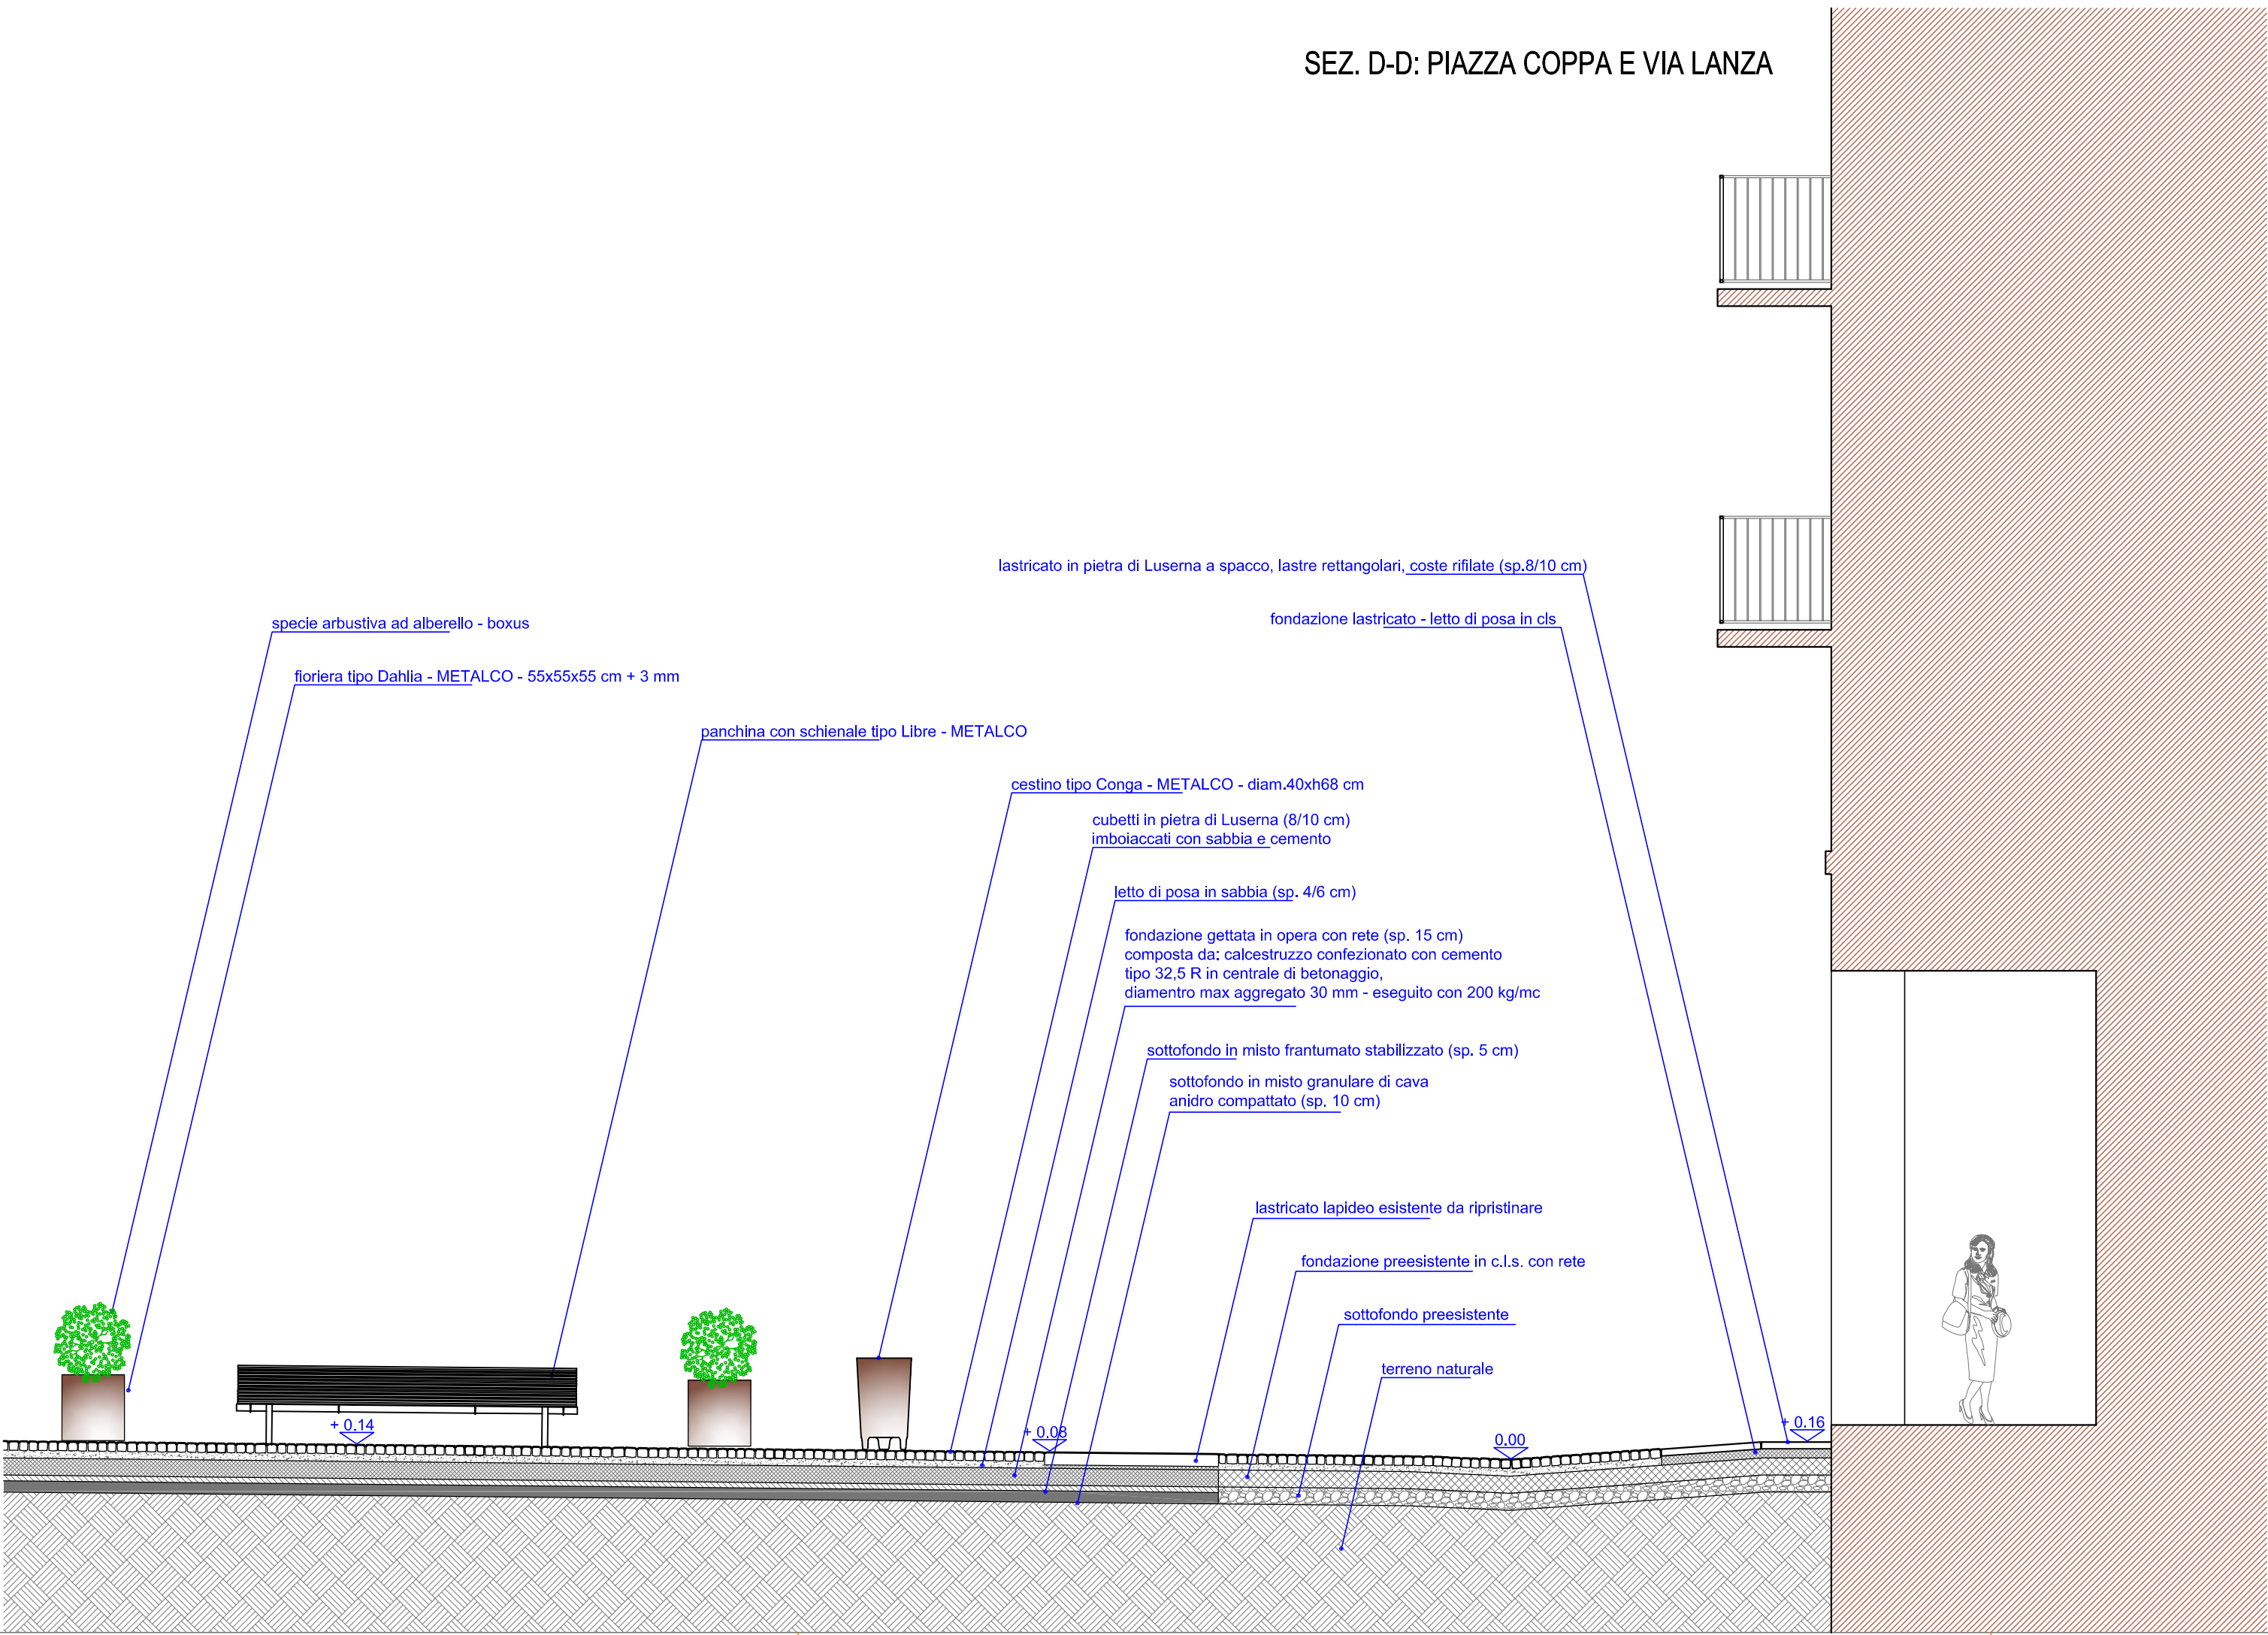 SEZ. D-D: PIAZZA COPPA E VIA LANZA
lastricato in pietra di Luserna a spacco, lastre rettangolari, coste rifilate (sp.8/10 cm)
fondazione lastricato - letto di posa in cls
specie arbustiva ad alberello - boxus
fioriera tipo Dahlia - METALCO - 55x55x55 cm + 3 mm
panchina con schienale tipo Libre - METALCO
cestino tipo Conga - METALCO - diam.40xh68 cm
cubetti in pietra di Luserna (8/10 cm)
imboiaccati con sabbia e cemento
letto di posa in sabbia (sp. 4/6 cm)
fondazione gettata in opera con rete (sp. 15 cm)
composta da: calcestruzzo confezionato con cemento
tipo 32,5 R in centrale di betonaggio,
diamentro max aggregato 30 mm - eseguito con 200 kg/mc
sottofondo in misto frantumato stabilizzato (sp. 5 cm)
sottofondo in misto granulare di cava
anidro compattato (sp. 10 cm)
lastricato lapideo esistente da ripristinare
fondazione preesistente in c.l.s. con rete
sottofondo preesistente
terreno naturale
+ 0.14
+ 0.08
0.00
+ 0.16